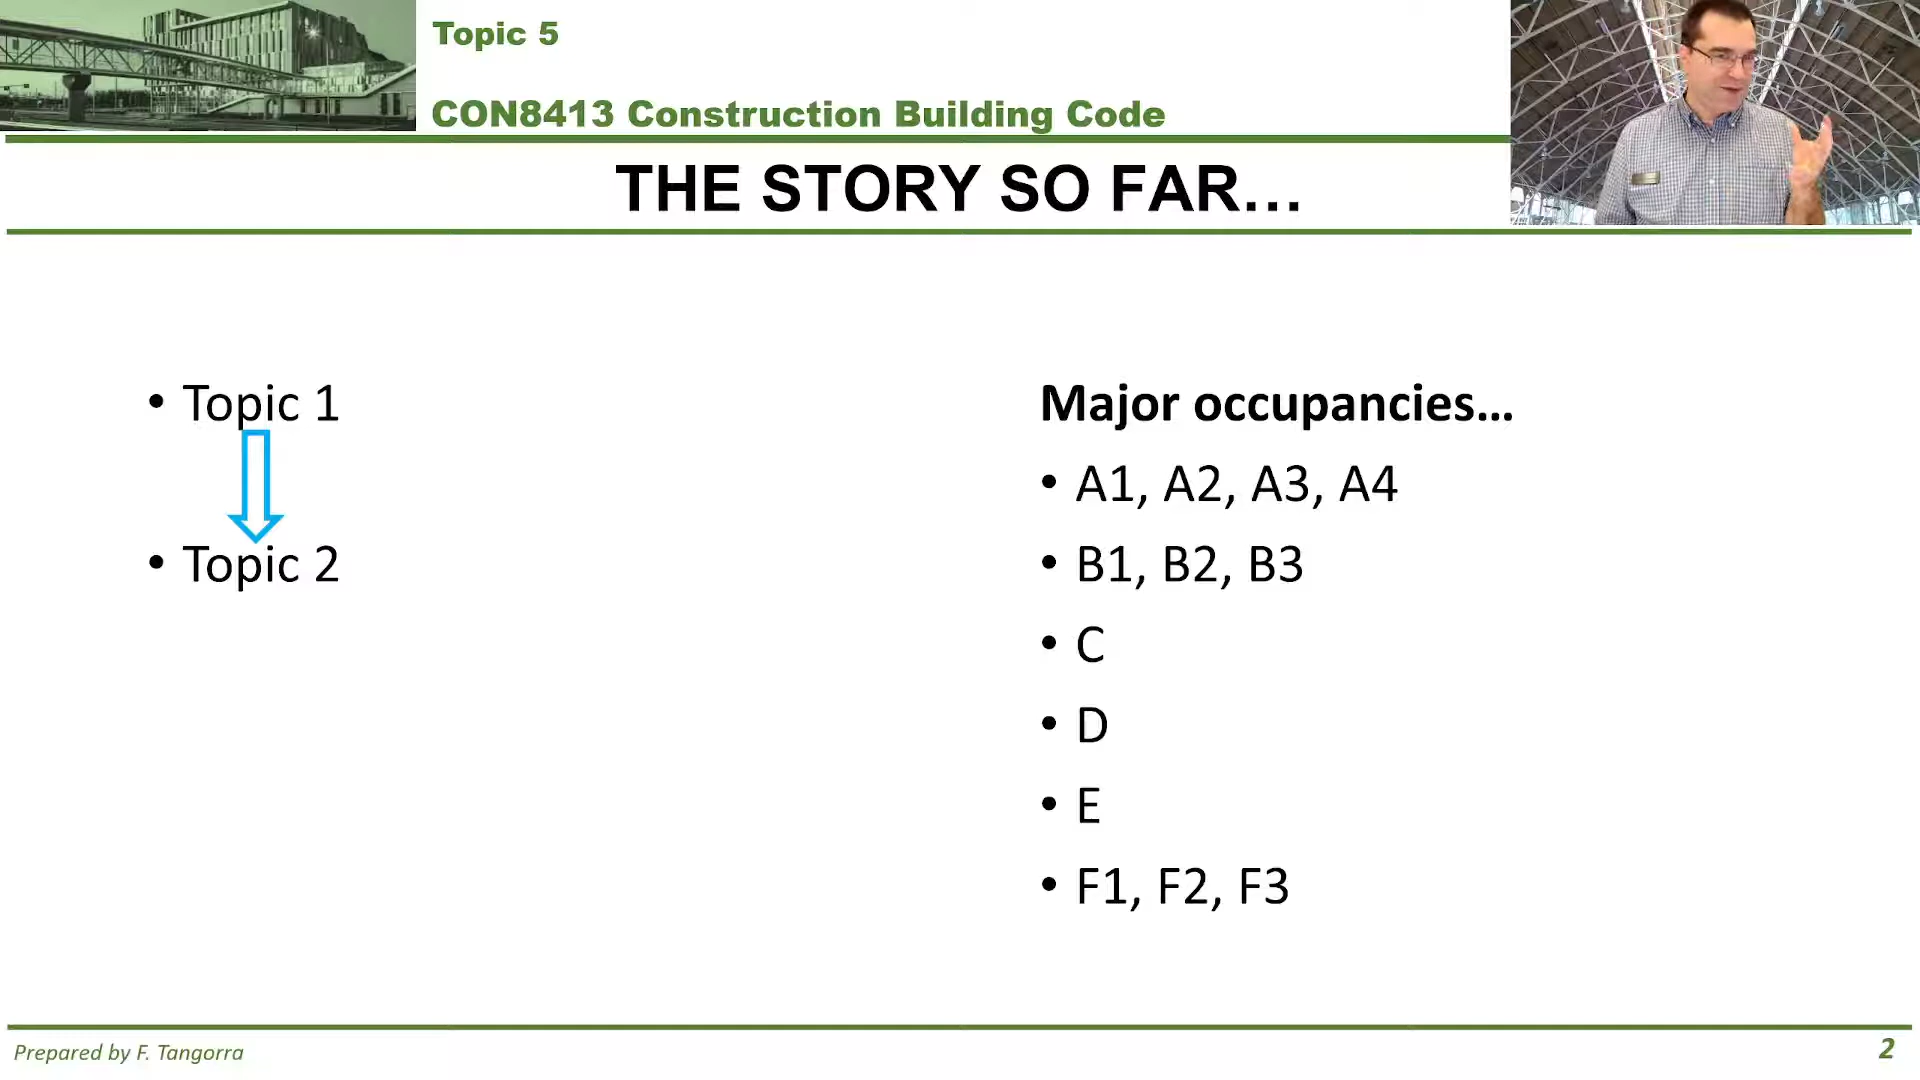 Topic 5
CON8413 Construction Building Code
THE STORY SO FAR…
• Topic 1
• Topic 2
Major occupancies…
• A1, A2, A3, A4
• B1, B2, B3
• C
• D
• E
• F1, F2, F3
Prepared by F. Tangorra
2